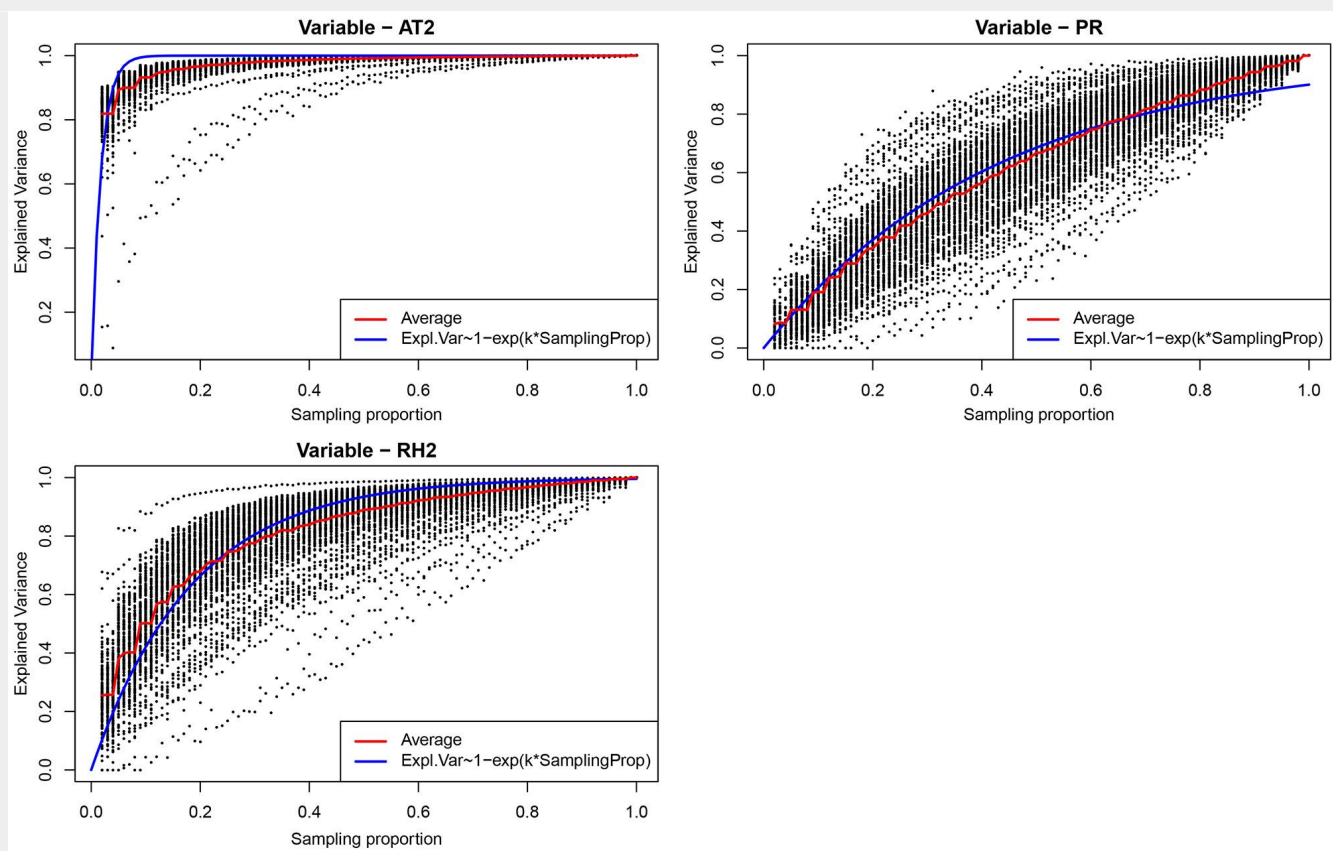 Variable − AT2
Explained Variance
0.2 0.4 0.6 0.8 1.0
Average
Expl.Var~1−exp(k*SamplingProp)
0.0 0.2 0.4 0.6 0.8 1.0
Sampling proportion
Variable − PR
Explained Variance
0.0 0.2 0.4 0.6 0.8 1.0
Average
Expl.Var~1−exp(k*SamplingProp)
0.0 0.2 0.4 0.6 0.8 1.0
Sampling proportion
Variable − RH2
Explained Variance
0.0 0.2 0.4 0.6 0.8 1.0
Average
Expl.Var~1−exp(k*SamplingProp)
0.0 0.2 0.4 0.6 0.8 1.0
Sampling proportion